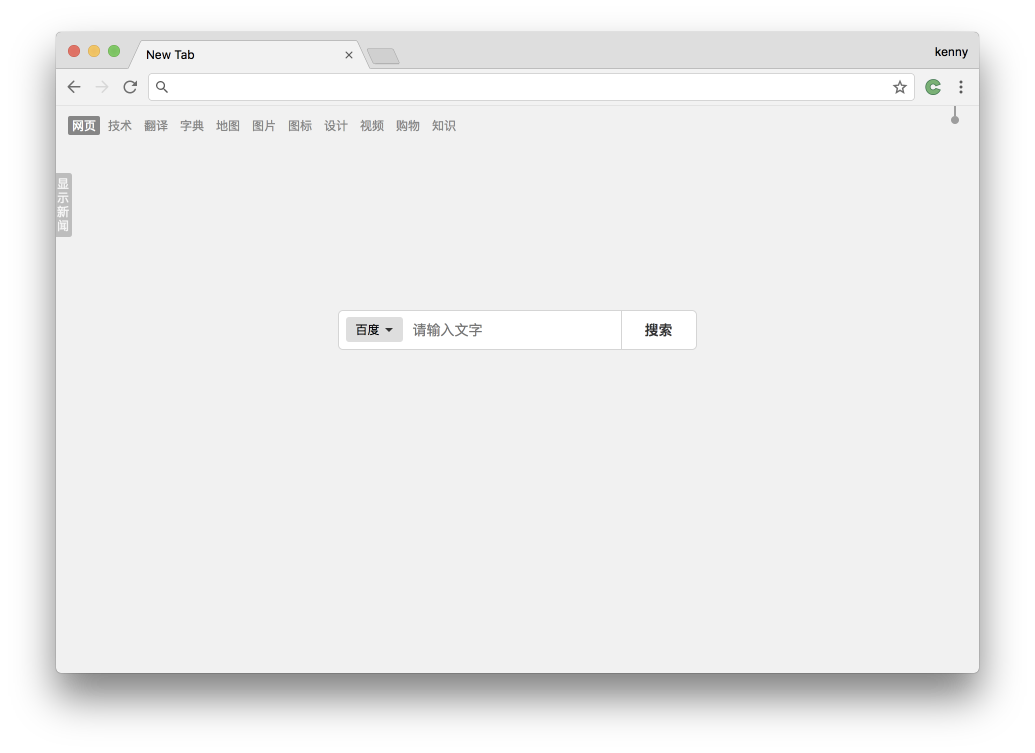 New Tab
kenny
网页 技术 翻译 字典 地图 图片 图标 设计 视频 购物 知识
显示新闻
百度 请输入文字 搜索